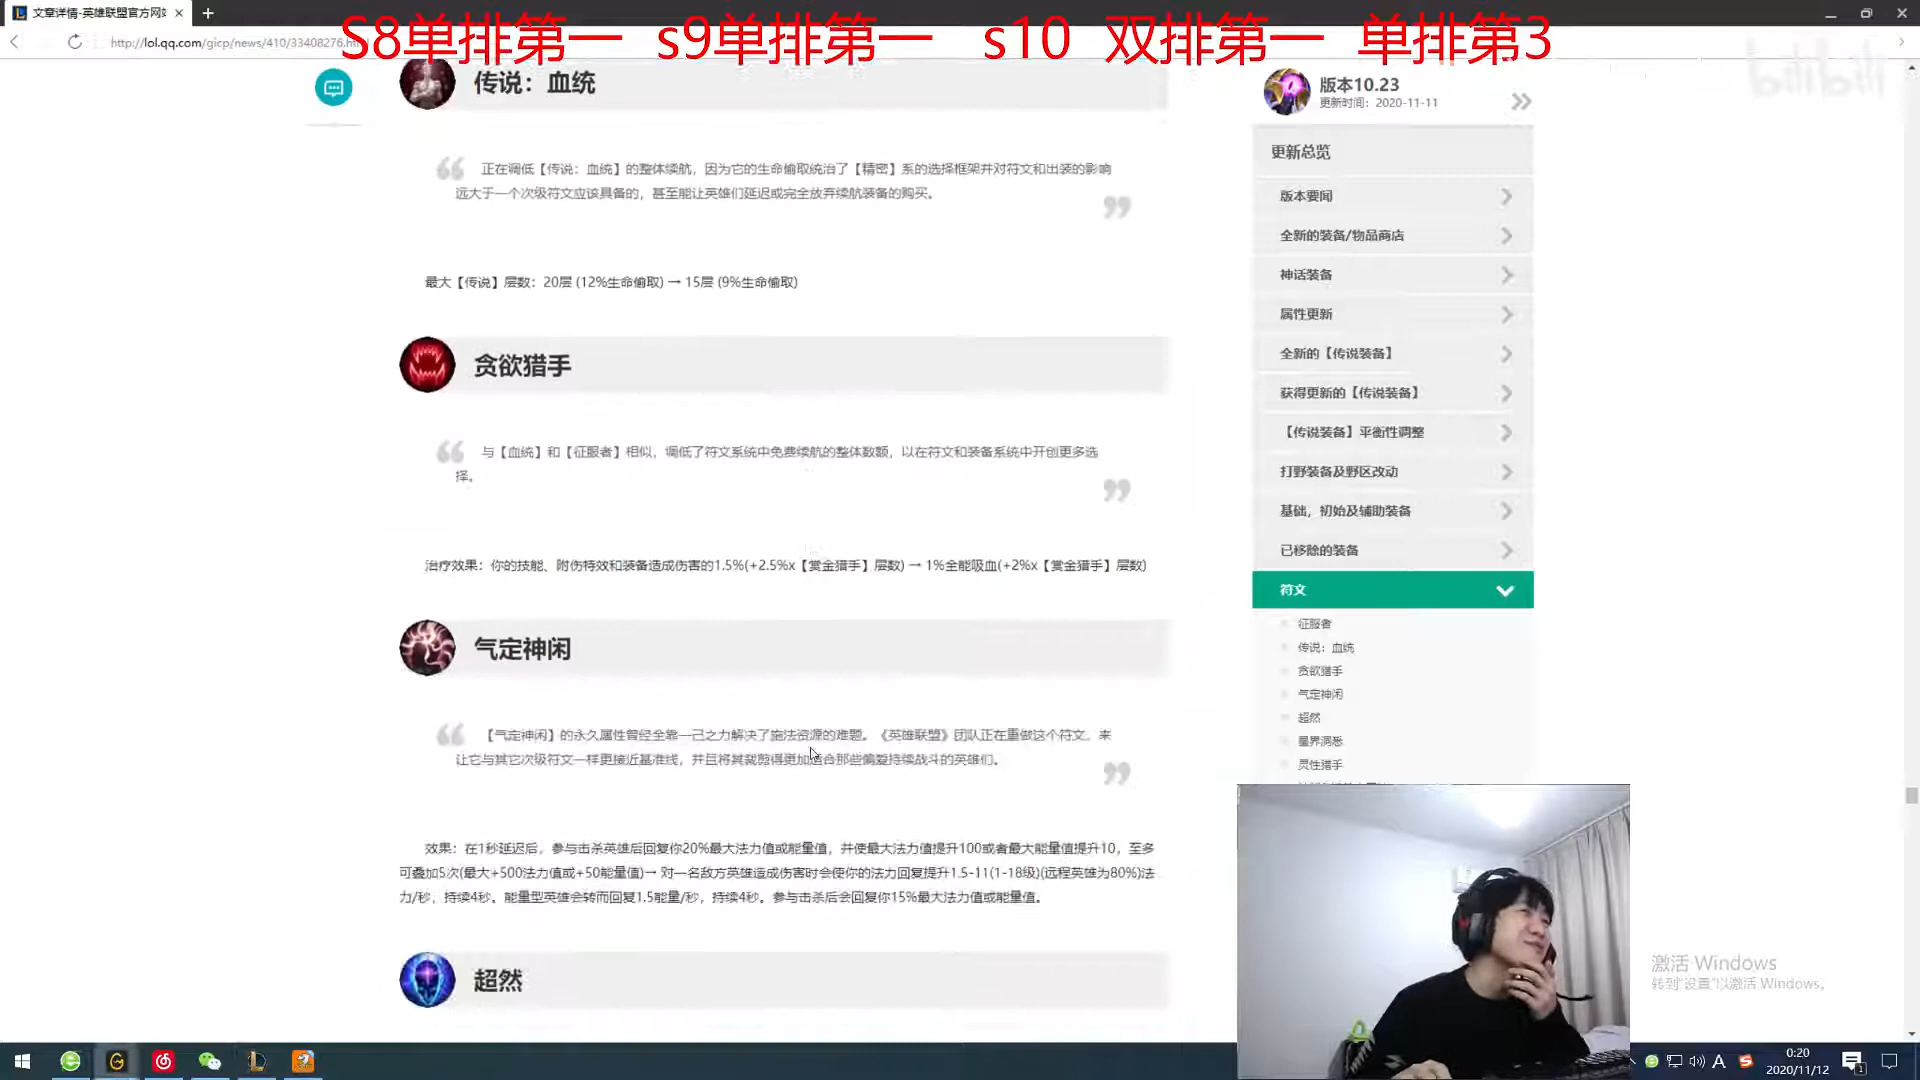 文章详情-英雄联盟官方网站
http://lol.qq.com/gicp/news/410/33408276.html
S8单排第一 s9单排第一 s10 双排第一 单排第3
bilibili
传说：血统
正在调低【传说：血统】的整体续航，因为它的生命偷取统治了【精密】系的选择框架并对符文和出装的影响
远大于一个次级符文应该具备的，甚至能让英雄们延迟或完全放弃续航装备的购买。
最大【传说】层数：20层 (12%生命偷取) → 15层 (9%生命偷取)
贪欲猎手
与【血统】和【征服者】相似，调低了符文系统中免费续航的整体数额，以在符文和装备系统中开创更多选
择。
治疗效果：你的技能、附伤特效和装备造成伤害的1.5%(+2.5%x【赏金猎手】层数) → 1%全能吸血(+2%x【赏金猎手】层数)
气定神闲
【气定神闲】的永久属性曾经全靠一己之力解决了施法资源的难题。《英雄联盟》团队正在重做这个符文，来
让它与其它次级符文一样更接近基准线，并且将其裁剪得更加适合那些偏爱持续战斗的英雄们。
效果：在1秒延迟后，参与击杀英雄后回复你20%最大法力值或能量值，并使最大法力值提升100或者最大能量值提升10，至多
可叠加5次(最大+500法力值或+50能量值)→ 对一名敌方英雄造成伤害时会使你的法力回复提升1.5-11(1-18级)(远程英雄为80%)法
力/秒，持续4秒。能量型英雄会转而回复1.5能量/秒，持续4秒。参与击杀后会回复你15%最大法力值或能量值。
超然
版本10.23
更新时间：2020-11-11
更新总览
版本要闻
全新的装备/物品商店
神话装备
属性更新
全新的【传说装备】
获得更新的【传说装备】
【传说装备】平衡性调整
打野装备及野区改动
基础，初始及辅助装备
已移除的装备
符文
征服者
传说：血统
贪欲猎手
气定神闲
超然
星界洞悉
灵性猎手
激活 Windows
转到"设置"以激活 Windows。
0:20
2020/11/12